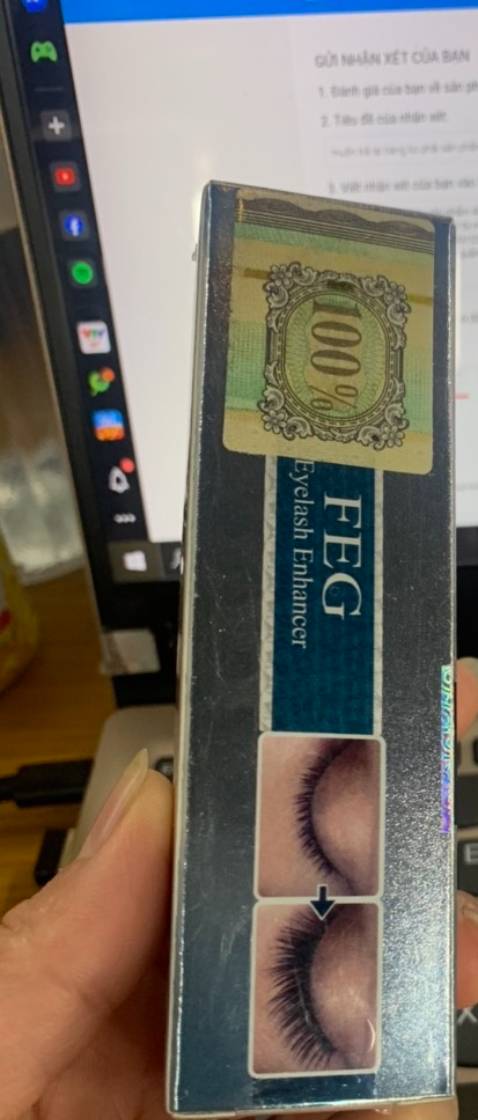 GỬI NHẬN XÉT CỦA BẠN
1. Đánh giá của bạn về sản
2. Tiêu đề của nhận xét
3. Viết nhận xét của bạn vào
100%
FEG
Eyelash Enhancer